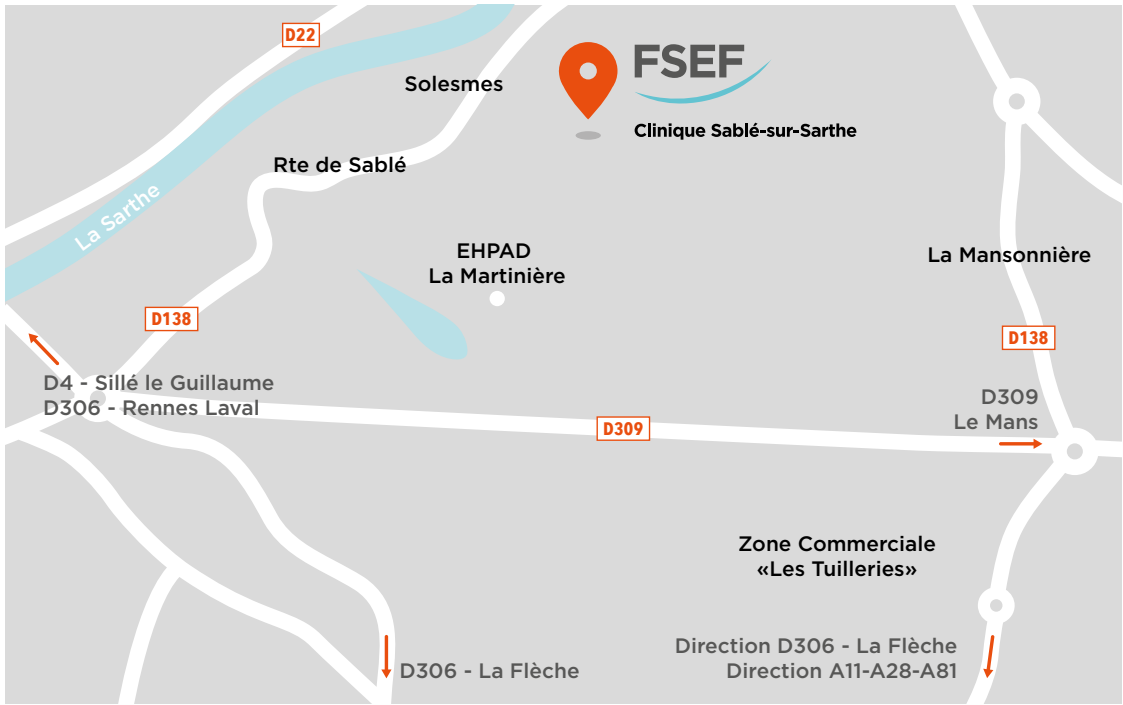 D22
FSEF
Solesmes
Clinique Sablé-sur-Sarthe
Rte de Sablé
La Sarthe
EHPAD
La Martinière
La Mansonnière
D138
D138
D4 - Sillé le Guillaume
D306 - Rennes Laval
D309
Le Mans
D309
Zone Commerciale
«Les Tuilleries»
D306 - La Flèche
Direction D306 - La Flèche
Direction A11-A28-A81